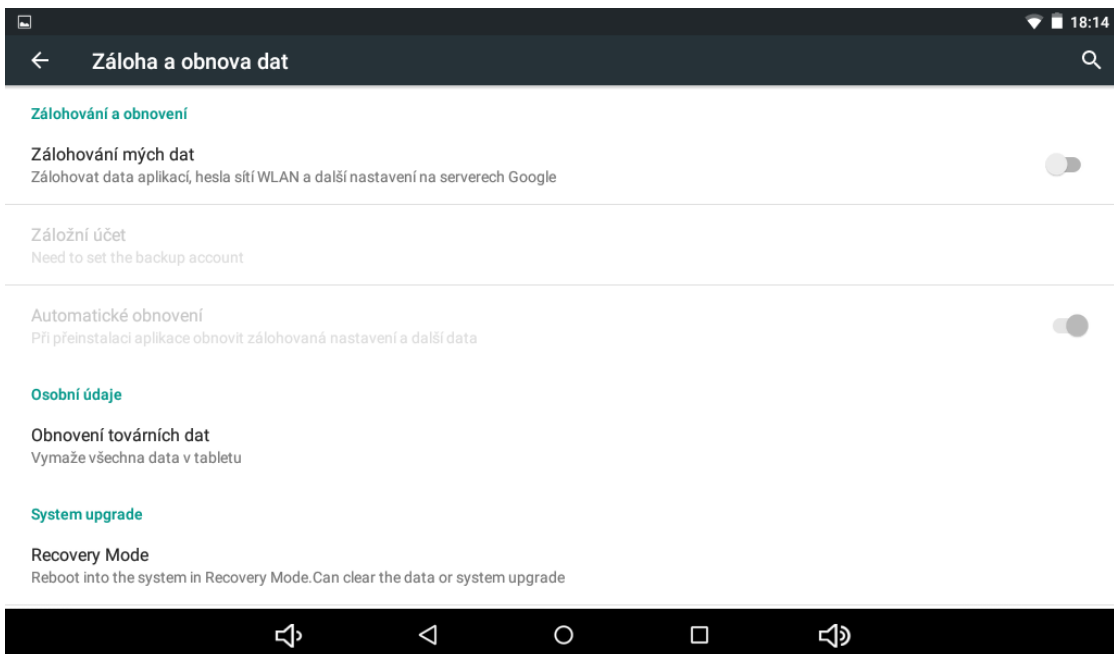 18:14
Záloha a obnova dat
Zálohování a obnovení
Zálohování mých dat
Zálohovat data aplikací, hesla sítí WLAN a další nastavení na serverech Google
Záložní účet
Need to set the backup account
Automatické obnovení
Při přeinstalaci aplikace obnovit zálohovaná nastavení a další data
Osobní údaje
Obnovení továrních dat
Vymaže všechna data v tabletu
System upgrade
Recovery Mode
Reboot into the system in Recovery Mode.Can clear the data or system upgrade